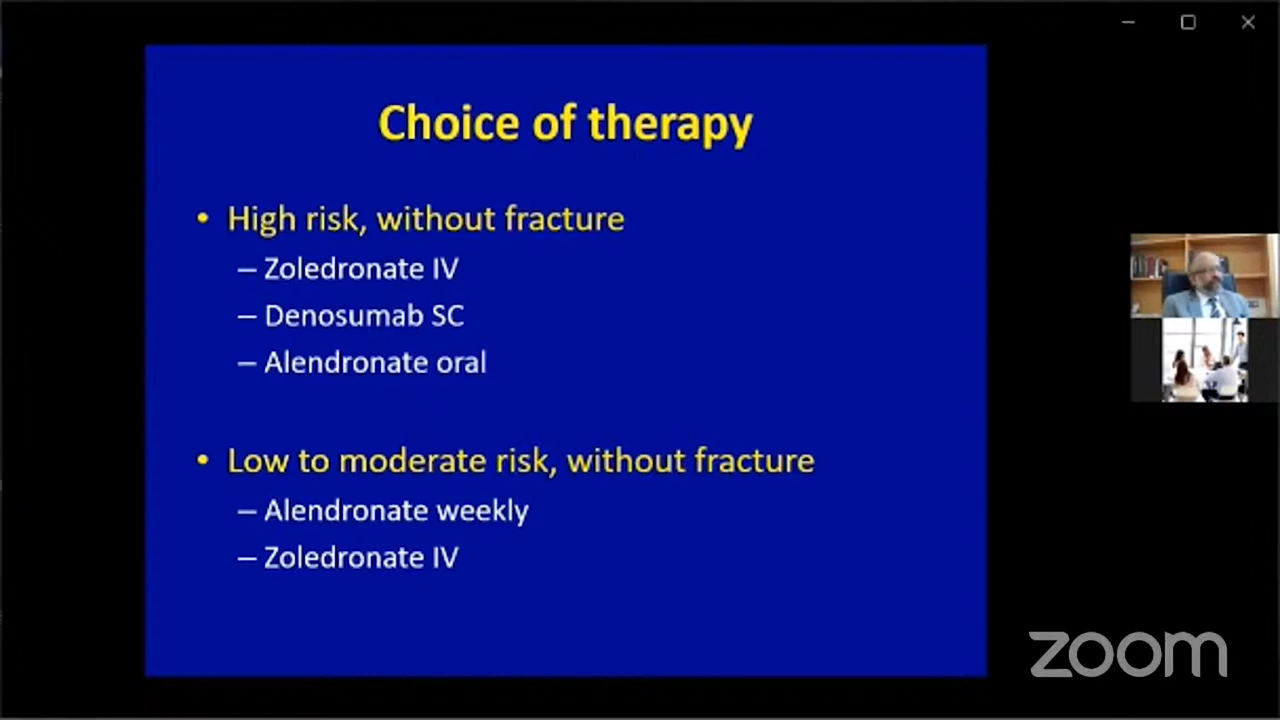 Choice of therapy
• High risk, without fracture
– Zoledronate IV
– Denosumab SC
– Alendronate oral
• Low to moderate risk, without fracture
– Alendronate weekly
– Zoledronate IV
zoom